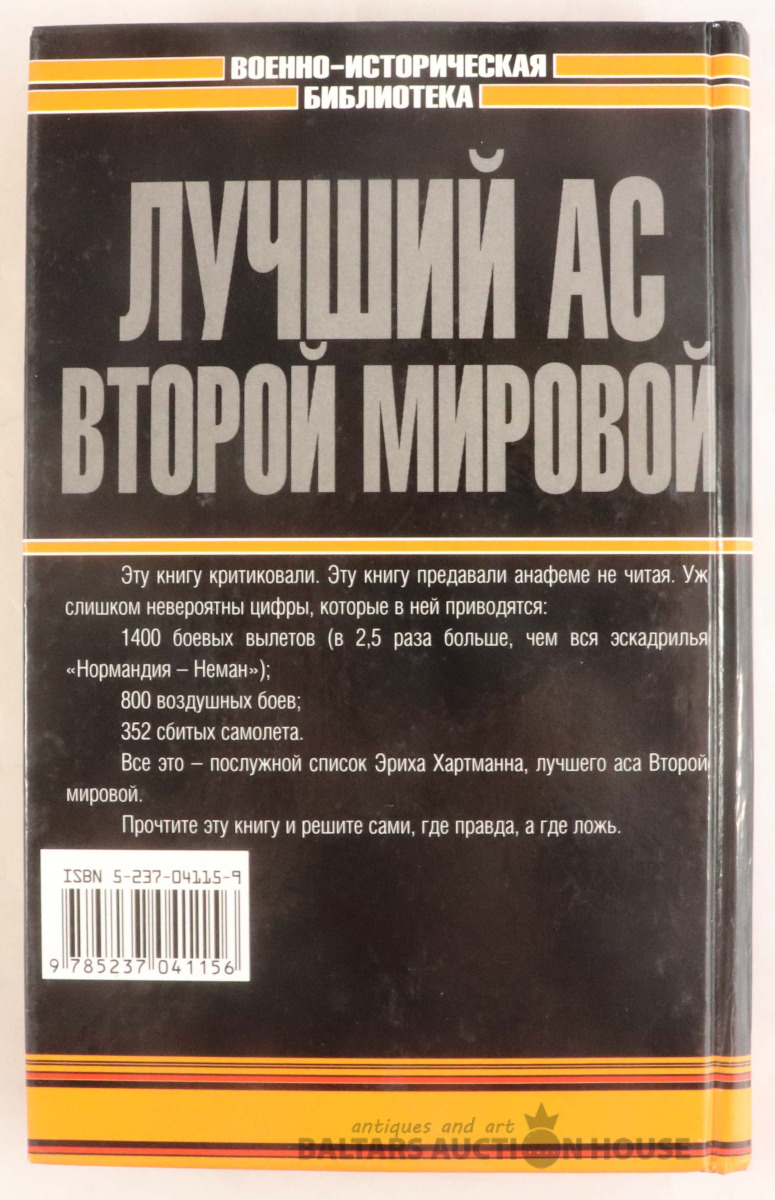 ВОЕННО-ИСТОРИЧЕСКАЯ
БИБЛИОТЕКА
ЛУЧШИЙ АС
ВТОРОЙ МИРОВОЙ
Эту книгу критиковали. Эту книгу предавали анафеме не читая. Уж
слишком невероятны цифры, которые в ней приводятся:
1400 боевых вылетов (в 2,5 раза больше, чем вся эскадрилья
«Нормандия – Неман»);
800 воздушных боев;
352 сбитых самолета.
Все это – послужной список Эриха Хартманна, лучшего аса Второй
мировой.
Прочтите эту книгу и решите сами, где правда, а где ложь.
ISBN 5-237-04115-9
9 785237 041156
antiques and art
BALTARS AUCTION HOUSE